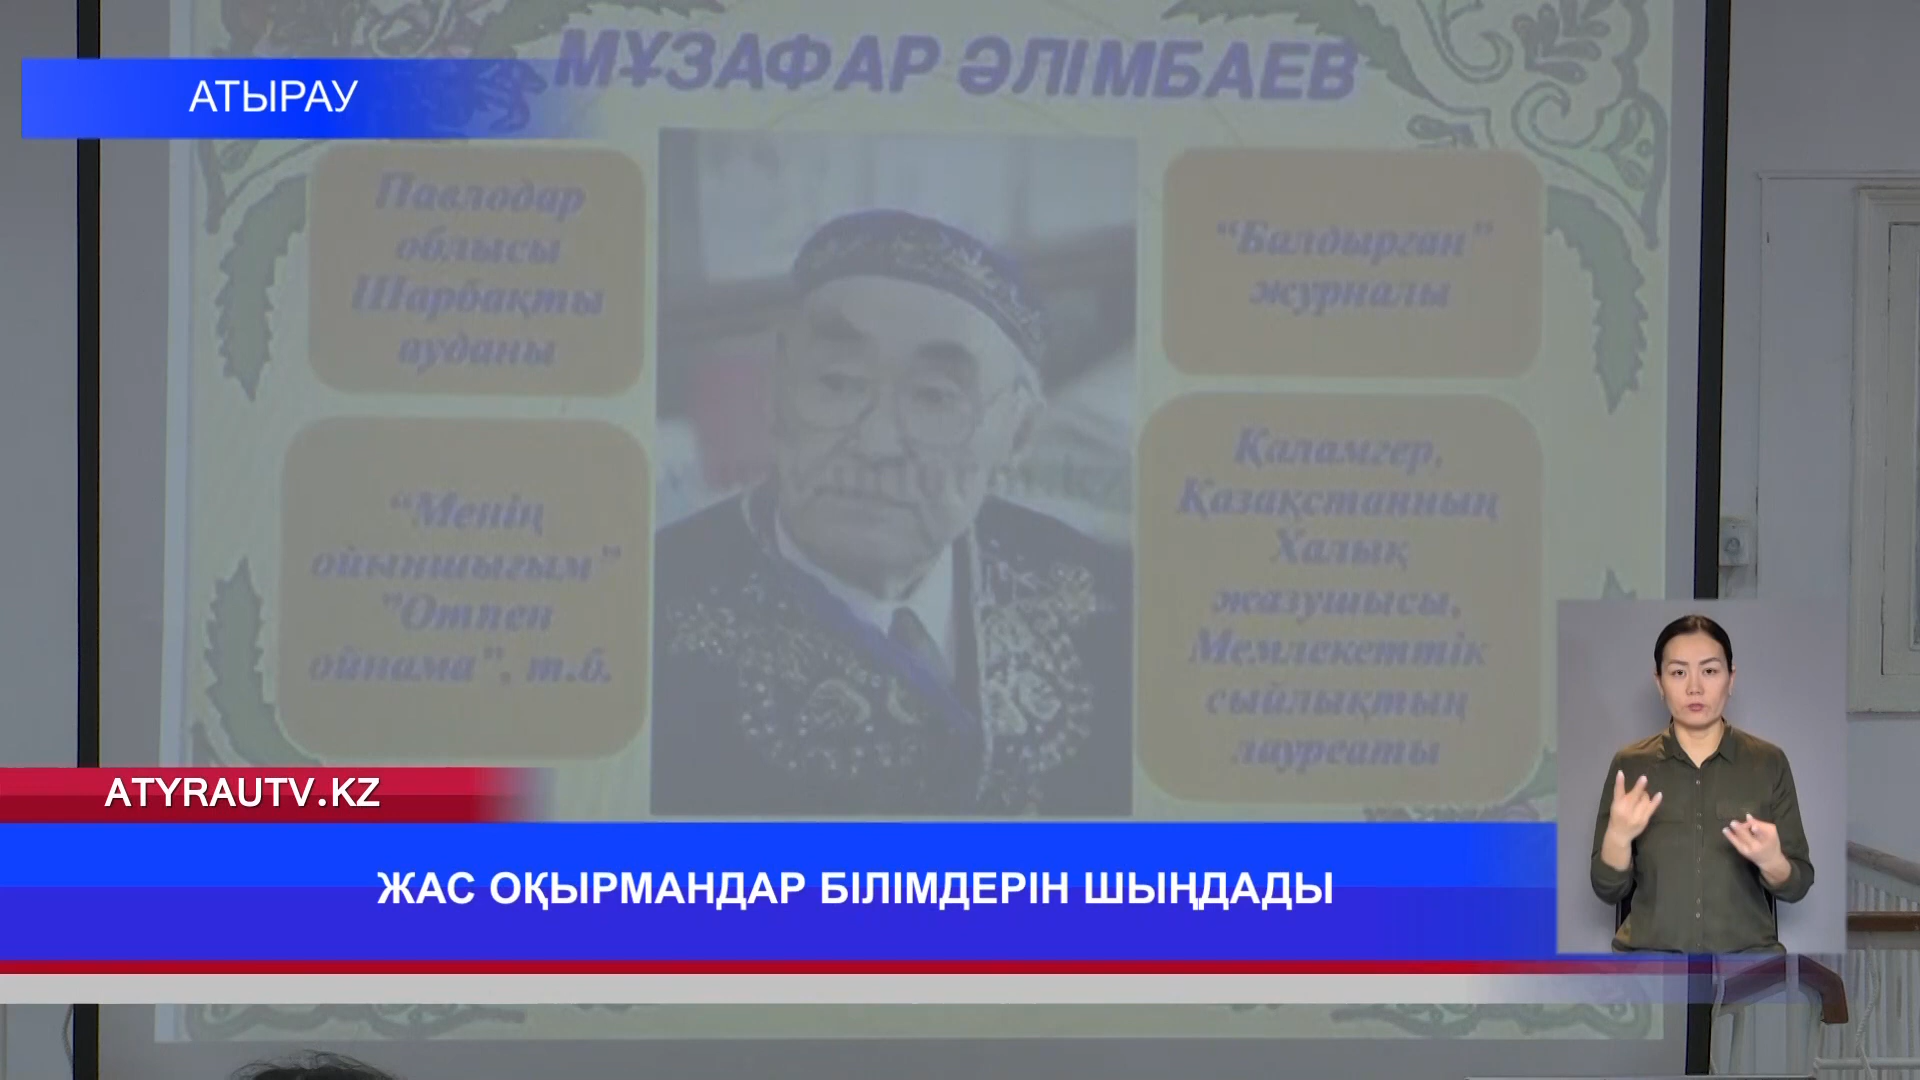 МҰЗАФАР ӘЛІМБАЕВ
АТЫРАУ
Павлодар
облысы
Шарбақты
ауданы
“Балдырған”
журналы
“Менің
ойыншығым”
”Отпен
ойнама”, т.б.
Қаламгер,
Қазақстанның
Халық
жазушысы,
Мемлекеттік
сыйлықтың
лауреаты
ATYRAUTV.KZ
ЖАС ОҚЫРМАНДАР БІЛІМДЕРІН ШЫҢДАДЫ